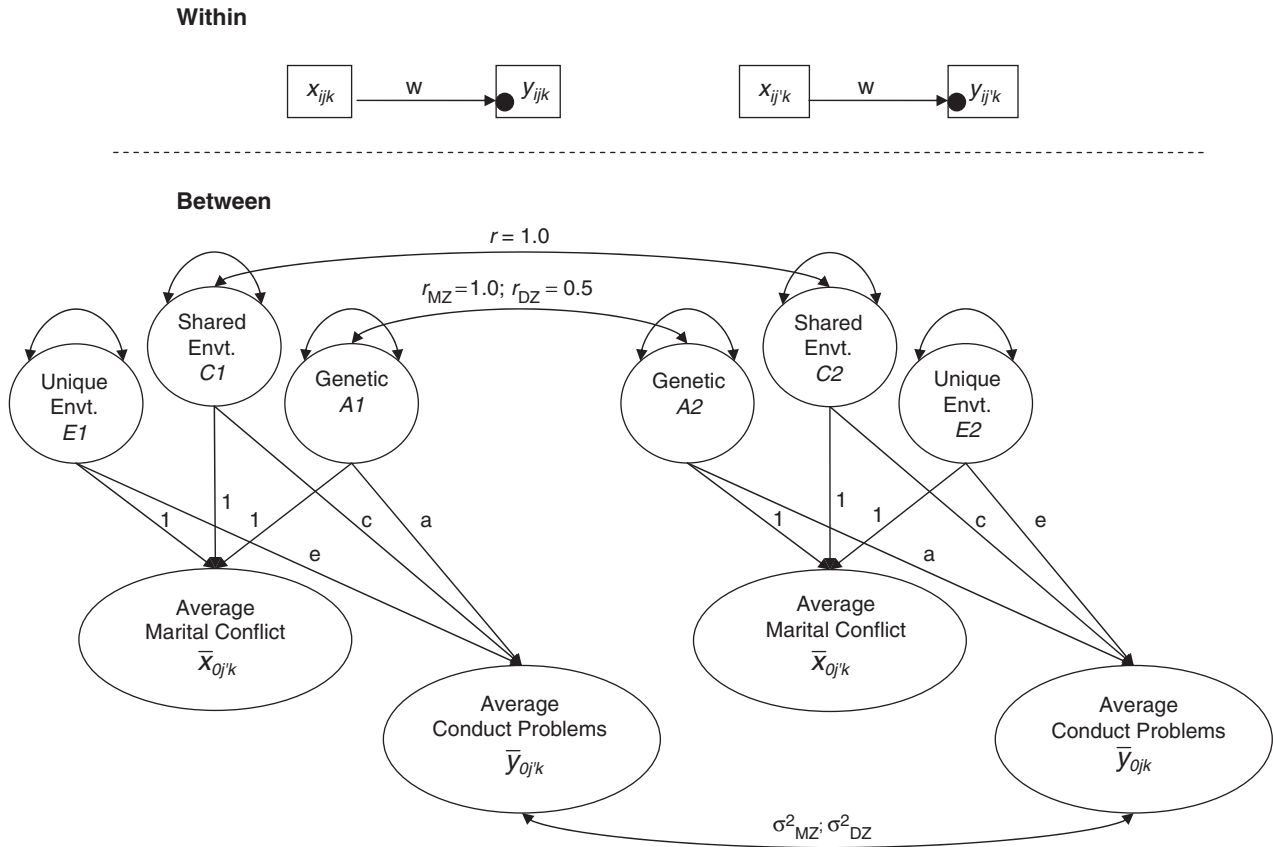 Within
x_ijk w y_ijk x_ij'k w y_ij'k
Between
r = 1.0
r_MZ = 1.0; r_DZ = 0.5
Shared
Envt.
C1
Shared
Envt.
C2
Unique
Envt.
E1
Genetic
A1
Genetic
A2
Unique
Envt.
E2
1 1 1 c a
e
1 1 1 c e
a
Average
Marital Conflict
x̄_0j'k
Average
Marital Conflict
x̄_0j'k
Average
Conduct Problems
ȳ_0j'k
Average
Conduct Problems
ȳ_0jk
σ²_MZ; σ²_DZ